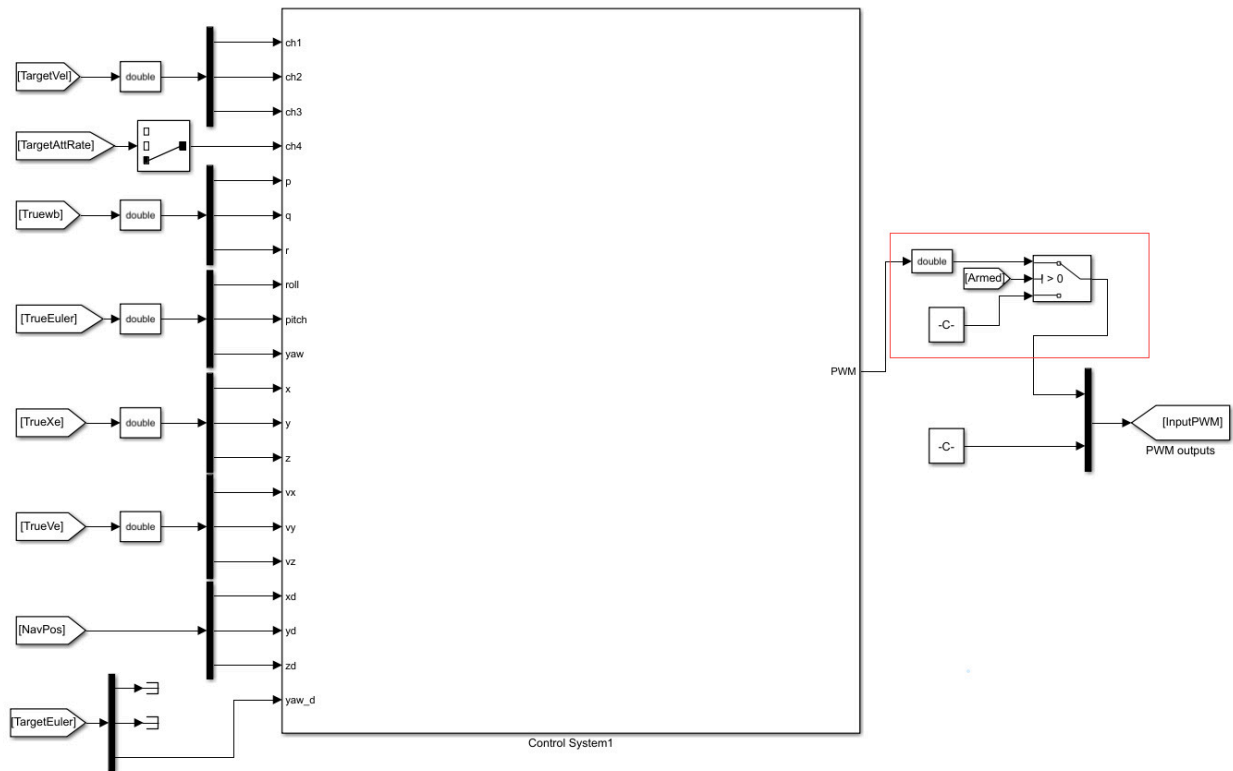 [TargetVel]
double
ch1
ch2
ch3
[TargetAttRate]
ch4
[Truewb]
double
p
q
r
[TrueEuler]
double
roll
pitch
yaw
[TrueXe]
double
x
y
z
[TrueVe]
double
vx
vy
vz
[NavPos]
xd
yd
zd
[TargetEuler]
yaw_d
PWM
Control System1
double
[Armed]
> 0
-C-
-C-
[InputPWM]
PWM outputs